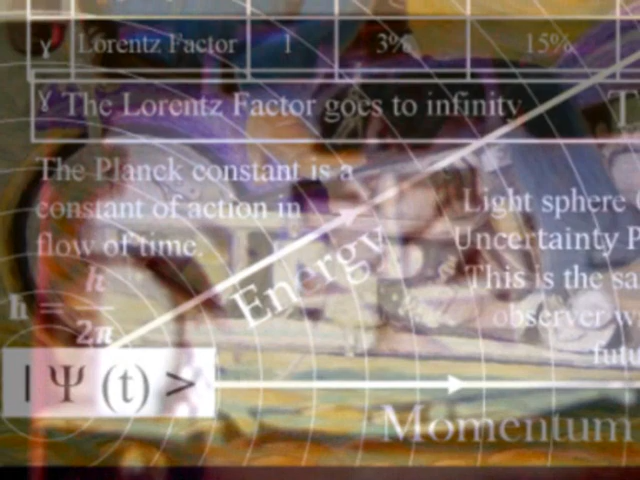 γ Lorentz Factor 1 3% 15%
γ The Lorentz Factor goes to infinity
T
The Planck constant is a
constant of action in
flow of time.
Light sphere
Uncertainty P
This is the sa
observer w
futu
Energy
ħ = h
2π
| Ψ (t) >
Momentum